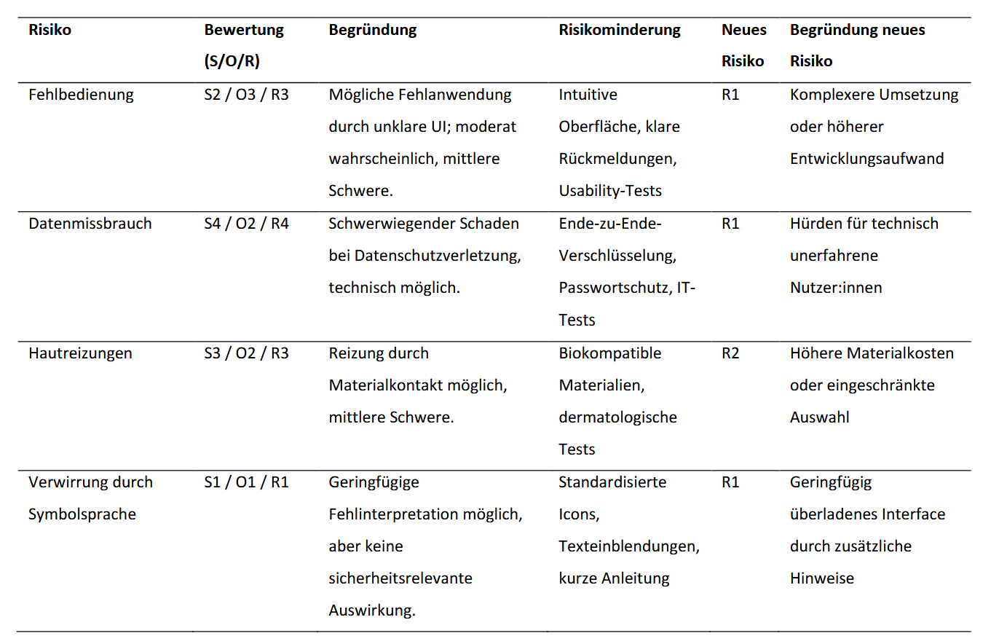 Risiko
Bewertung
(S/O/R)
Begründung
Risikominderung
Neues
Risiko
Begründung neues
Risiko
Fehlbedienung
S2 / O3 / R3
Mögliche Fehlanwendung
durch unklare UI; moderat
wahrscheinlich, mittlere
Schwere.
Intuitive
Oberfläche, klare
Rückmeldungen,
Usability-Tests
R1
Komplexere Umsetzung
oder höherer
Entwicklungsaufwand
Datenmissbrauch
S4 / O2 / R4
Schwerwiegender Schaden
bei Datenschutzverletzung,
technisch möglich.
Ende-zu-Ende-
Verschlüsselung,
Passwortschutz, IT-
Tests
R1
Hürden für technisch
unerfahrene
Nutzer:innen
Hautreizungen
S3 / O2 / R3
Reizung durch
Materialkontakt möglich,
mittlere Schwere.
Biokompatible
Materialien,
dermatologische
Tests
R2
Höhere Materialkosten
oder eingeschränkte
Auswahl
Verwirrung durch
Symbolsprache
S1 / O1 / R1
Geringfügige
Fehlinterpretation möglich,
aber keine
sicherheitsrelevante
Auswirkung.
Standardisierte
Icons,
Texteinblendungen,
kurze Anleitung
R1
Geringfügig
überladenes Interface
durch zusätzliche
Hinweise